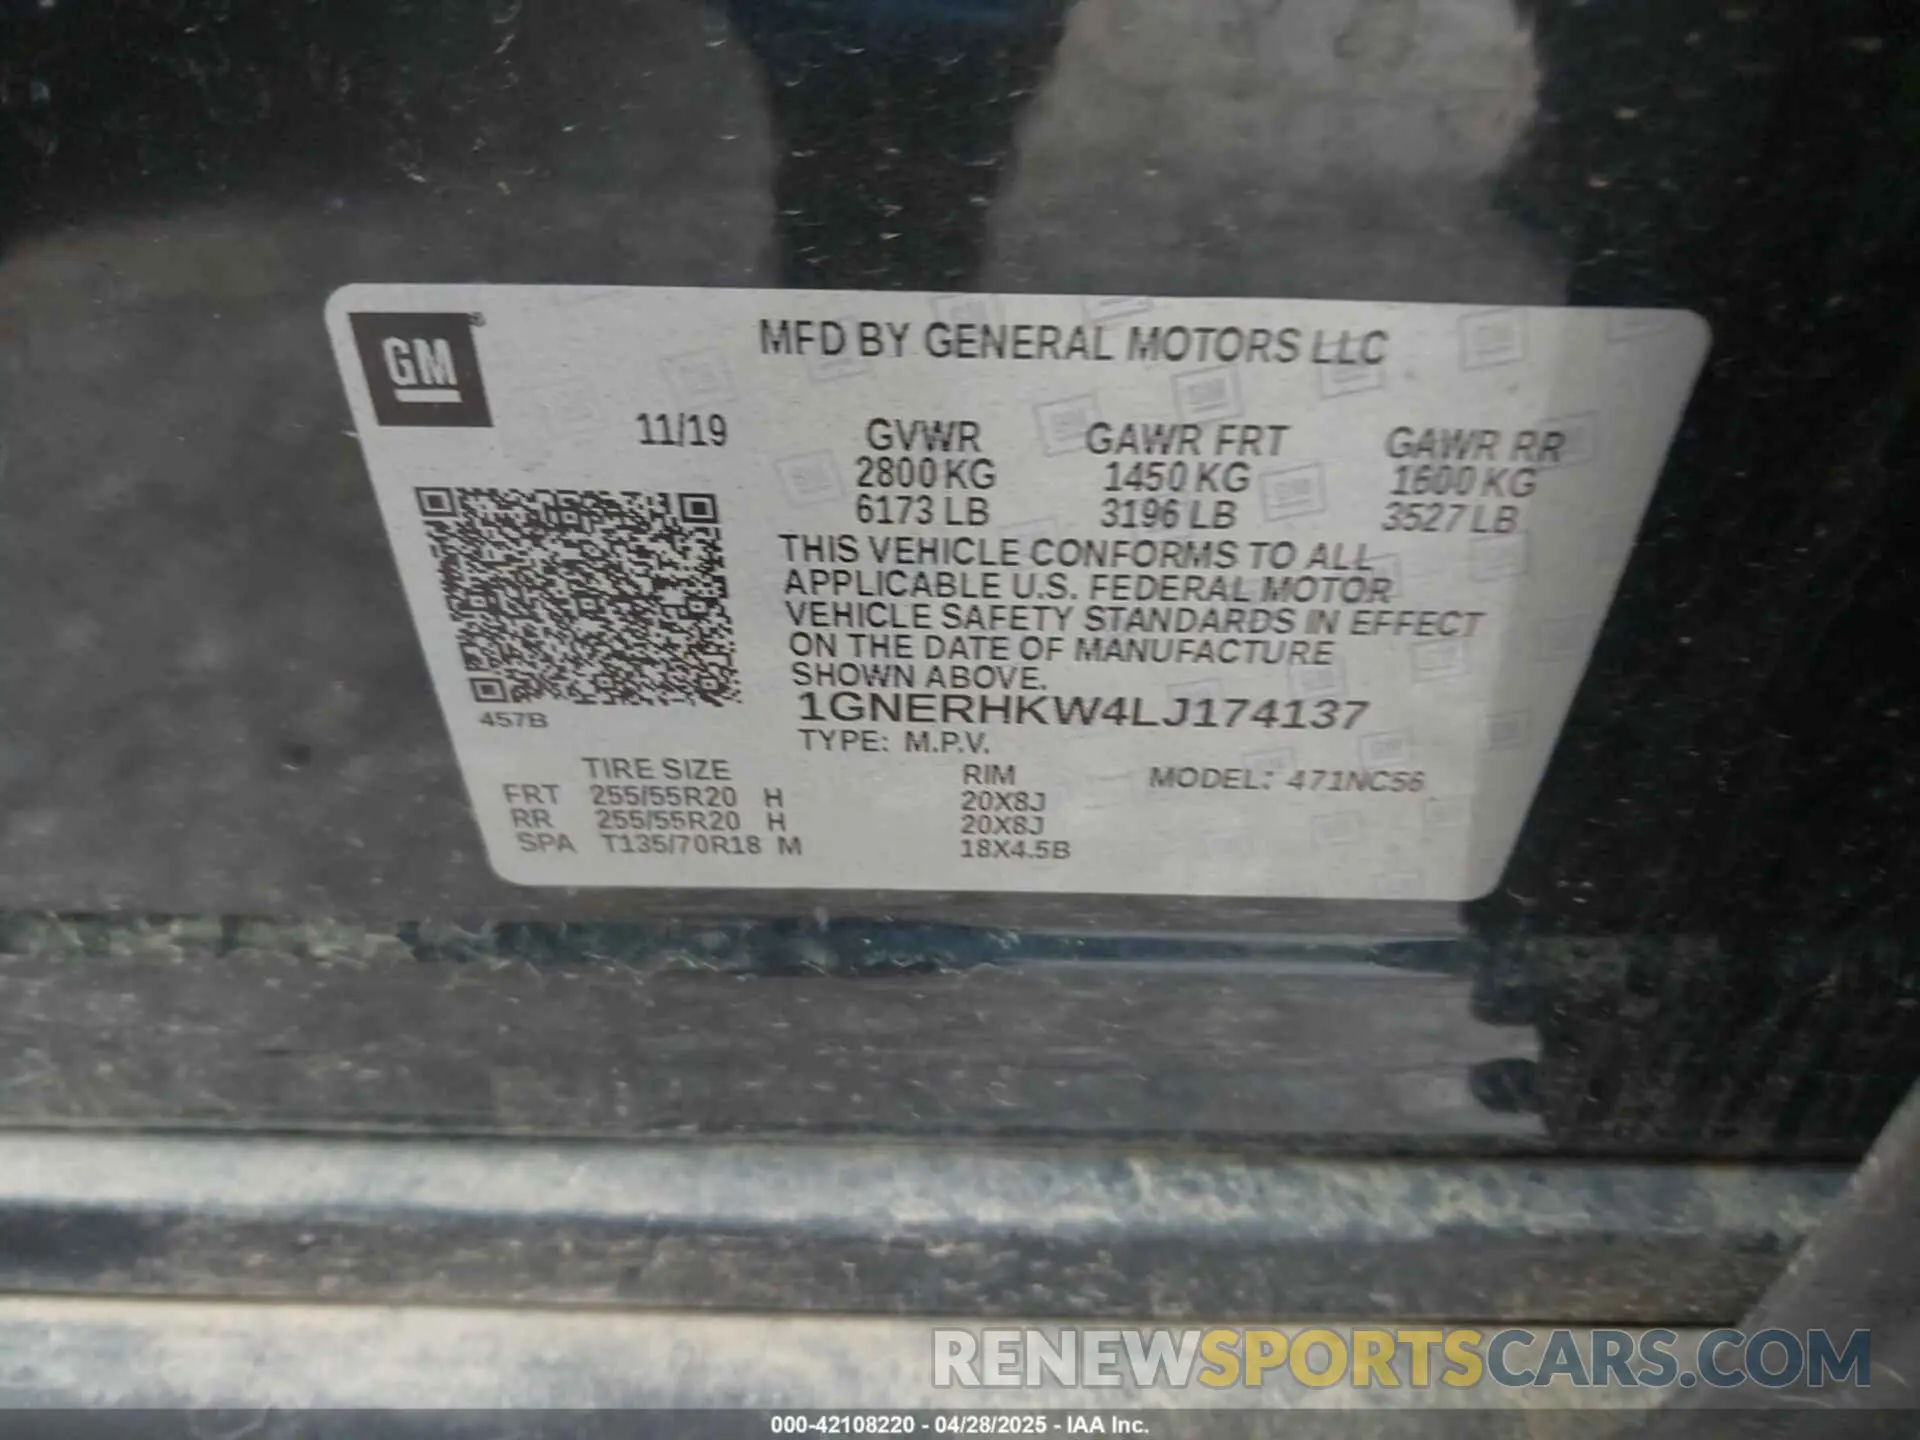 GM®
MFD BY GENERAL MOTORS LLC
11/19
GVWR GAWR FRT GAWR RR
2800 KG 1450 KG 1600 KG
6173 LB 3196 LB 3527 LB
THIS VEHICLE CONFORMS TO ALL
APPLICABLE U.S. FEDERAL MOTOR
VEHICLE SAFETY STANDARDS IN EFFECT
ON THE DATE OF MANUFACTURE
SHOWN ABOVE.
1GNERHKW4LJ174137
457B
TYPE: M.P.V.
TIRE SIZE RIM MODEL: 471NC56
FRT 255/55R20 H 20X8J
RR 255/55R20 H 20X8J
SPA T135/70R18 M 18X4.5B
RENEWSPORTSCARS.COM
000-42108220 - 04/28/2025 - IAA Inc.